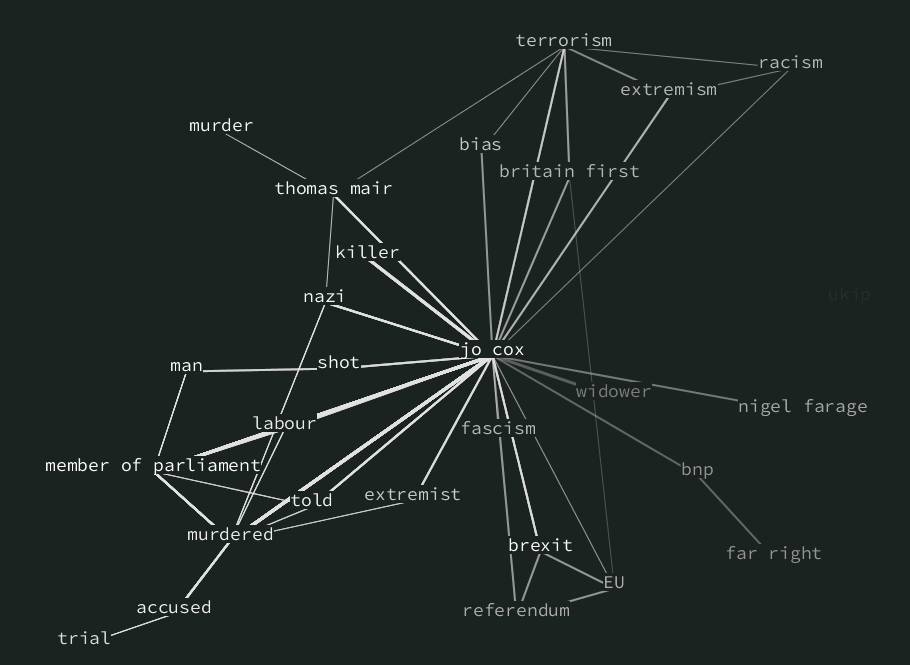 terrorism
racism
extremism
murder
bias
britain first
thomas mair
killer
nazi
ukip
jo cox
shot
man
widower
nigel farage
labour
fascism
member of parliament
bnp
told
extremist
murdered
brexit
far right
EU
accused
referendum
trial